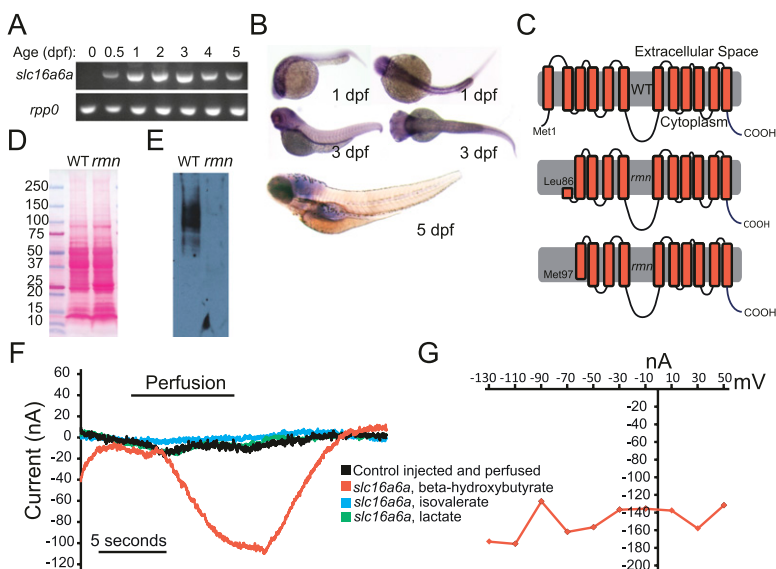 A
Age (dpf): 0 0.5 1 2 3 4 5
slc16a6a
rpp0
B
1 dpf
1 dpf
3 dpf
3 dpf
5 dpf
C
Extracellular Space
WT
Cytoplasm
Met1
COOH
Leu86
rmn
COOH
Met97
rmn
COOH
D
WT rmn
250
150
100
75
50
37
25
20
15
10
E
WT rmn
F
Perfusion
Current (nA)
60
40
20
0
-20
-40
-60
-80
-100
-120
5 seconds
Control injected and perfused
slc16a6a, beta-hydroxybutyrate
slc16a6a, isovalerate
slc16a6a, lactate
G
nA
-130 -110 -90 -70 -50 -30 -10 10 30 50
mV
-20
-40
-60
-80
-100
-120
-140
-160
-180
-200